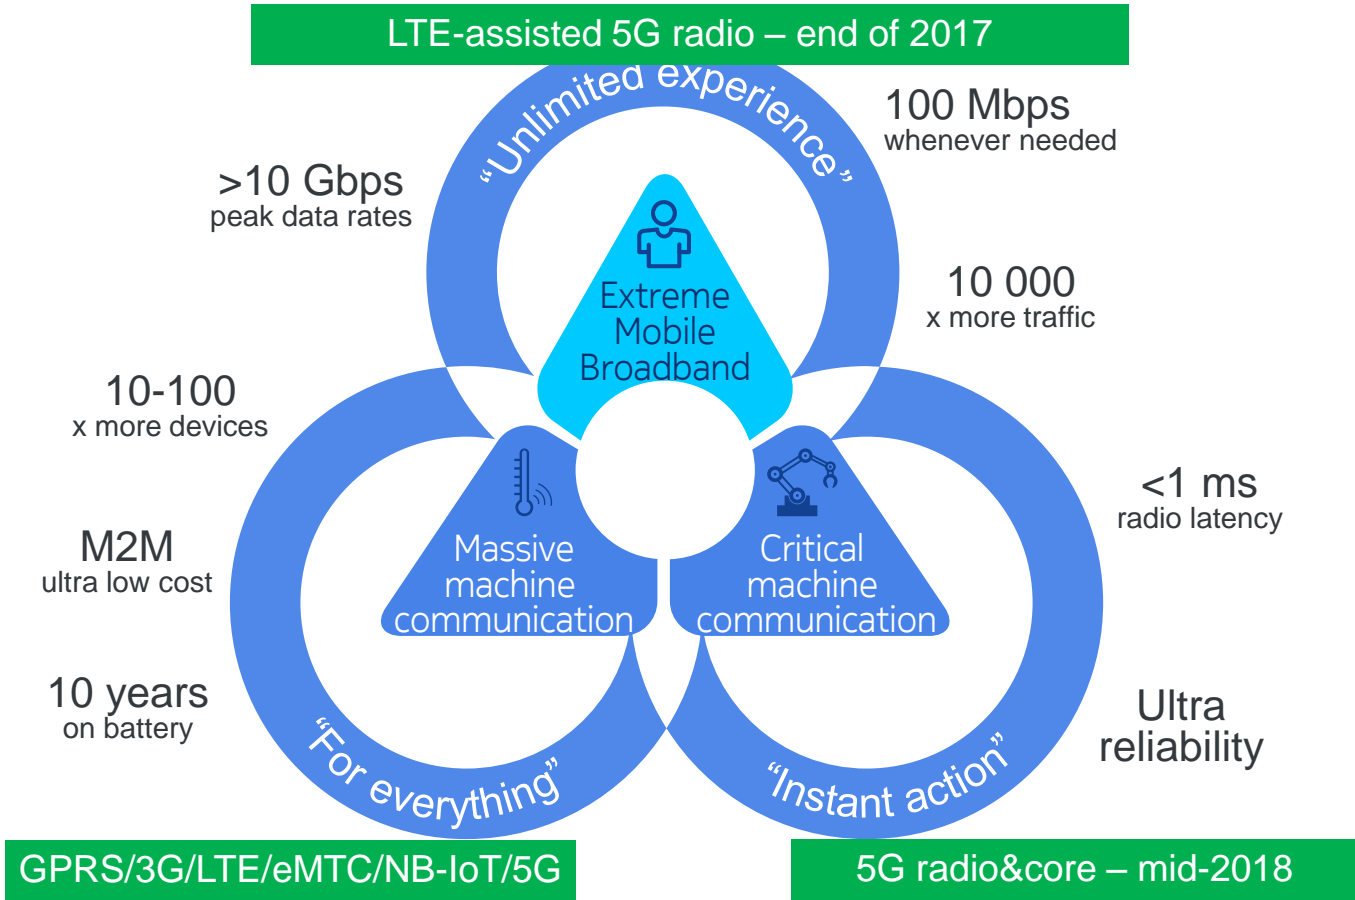 LTE-assisted 5G radio – end of 2017
“Unlimited experience”
100 Mbps
whenever needed
>10 Gbps
peak data rates
10 000
x more traffic
Extreme
Mobile
Broadband
10-100
x more devices
M2M
ultra low cost
10 years
on battery
Massive
machine
communication
Critical
machine
communication
<1 ms
radio latency
Ultra
reliability
“For everything”
“Instant action”
GPRS/3G/LTE/eMTC/NB-IoT/5G
5G radio&core – mid-2018